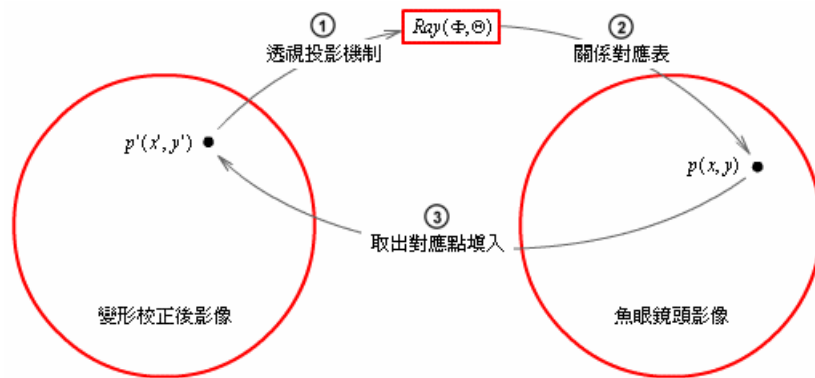 ①
透視投影機制
Ray(Φ,Θ)
②
關係對應表
p'(x',y')
p(x,y)
③
取出對應點填入
變形校正後影像
魚眼鏡頭影像